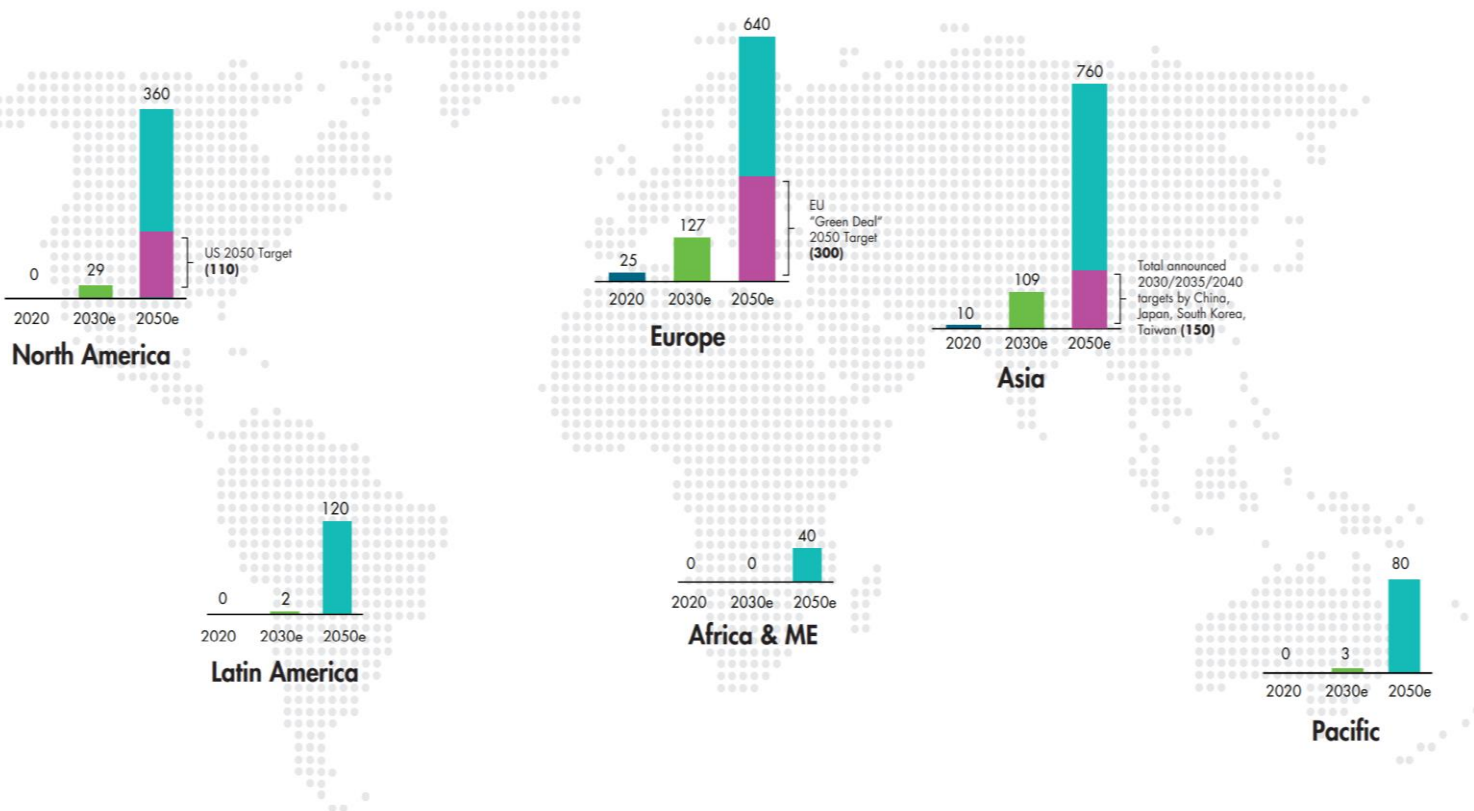 360
0
29
US 2050 Target
(110)
2020 2030e 2050e
North America
640
25
127
EU
"Green Deal"
2050 Target
(300)
2020 2030e 2050e
Europe
760
10
109
Total announced
2030/2035/2040
targets by China,
Japan, South Korea,
Taiwan (150)
2020 2030e 2050e
Asia
120
0
2
2020 2030e 2050e
Latin America
40
0
0
2020 2030e 2050e
Africa & ME
80
0
3
2020 2030e 2050e
Pacific